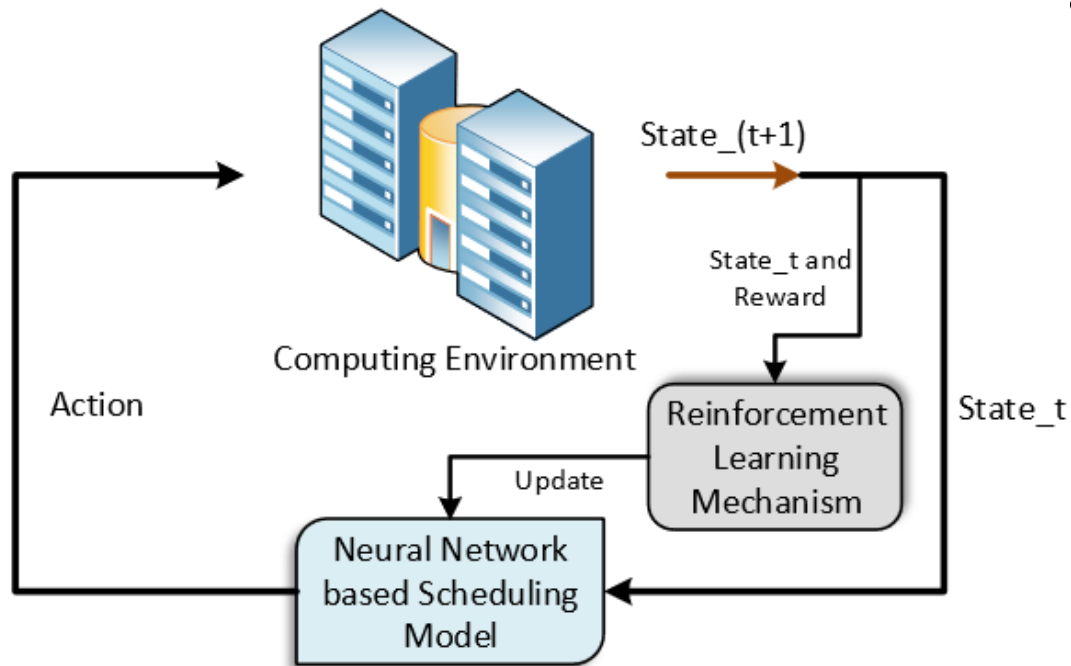 State_(t+1)
State_t and
Reward
Computing Environment
Action
Reinforcement
Learning
Mechanism
State_t
Update
Neural Network
based Scheduling
Model